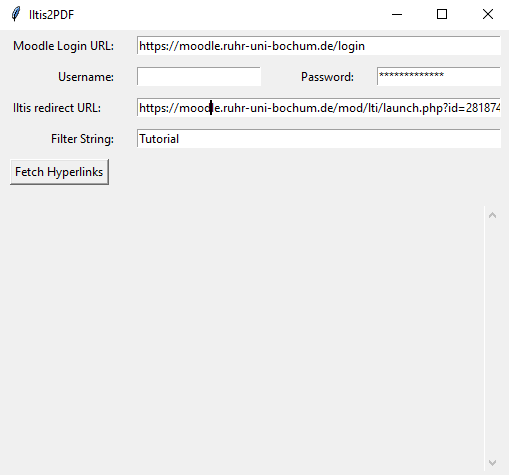 Iltis2PDF
Moodle Login URL: https://moodle.ruhr-uni-bochum.de/login
Username: Password: *************
Iltis redirect URL: https://moodle.ruhr-uni-bochum.de/mod/lti/launch.php?id=281874
Filter String: Tutorial
Fetch Hyperlinks